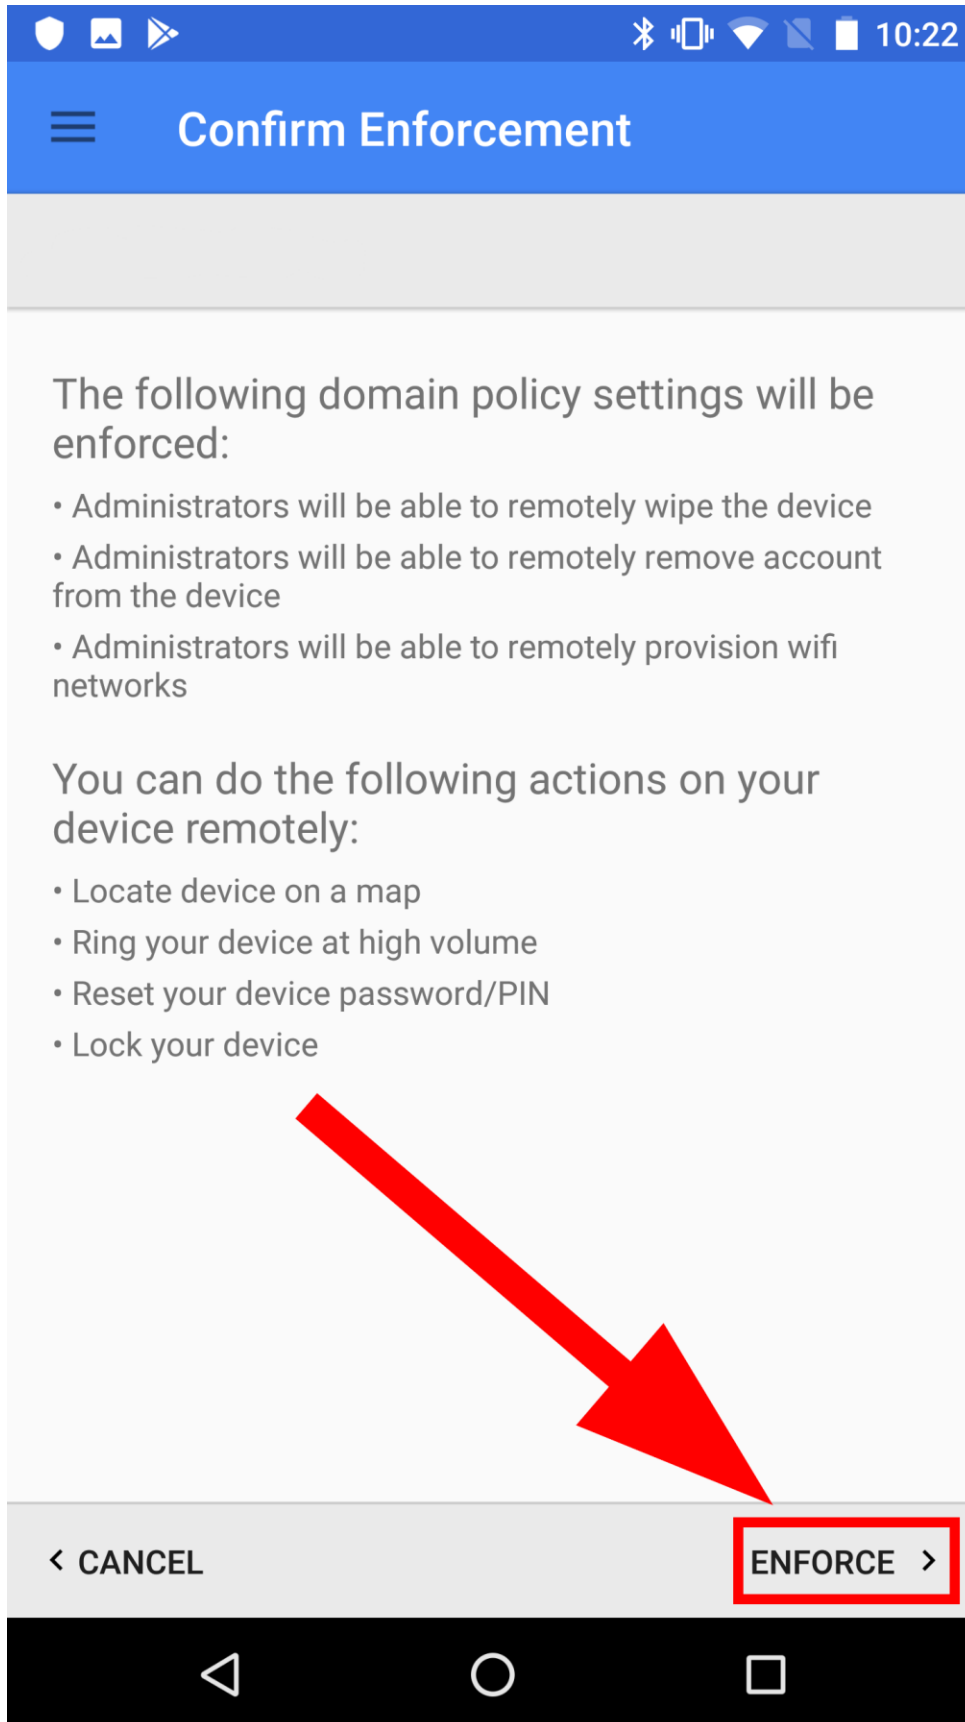 10:22
Confirm Enforcement
The following domain policy settings will be
enforced:
• Administrators will be able to remotely wipe the device
• Administrators will be able to remotely remove account
from the device
• Administrators will be able to remotely provision wifi
networks
You can do the following actions on your
device remotely:
• Locate device on a map
• Ring your device at high volume
• Reset your device password/PIN
• Lock your device
‹ CANCEL
ENFORCE ›